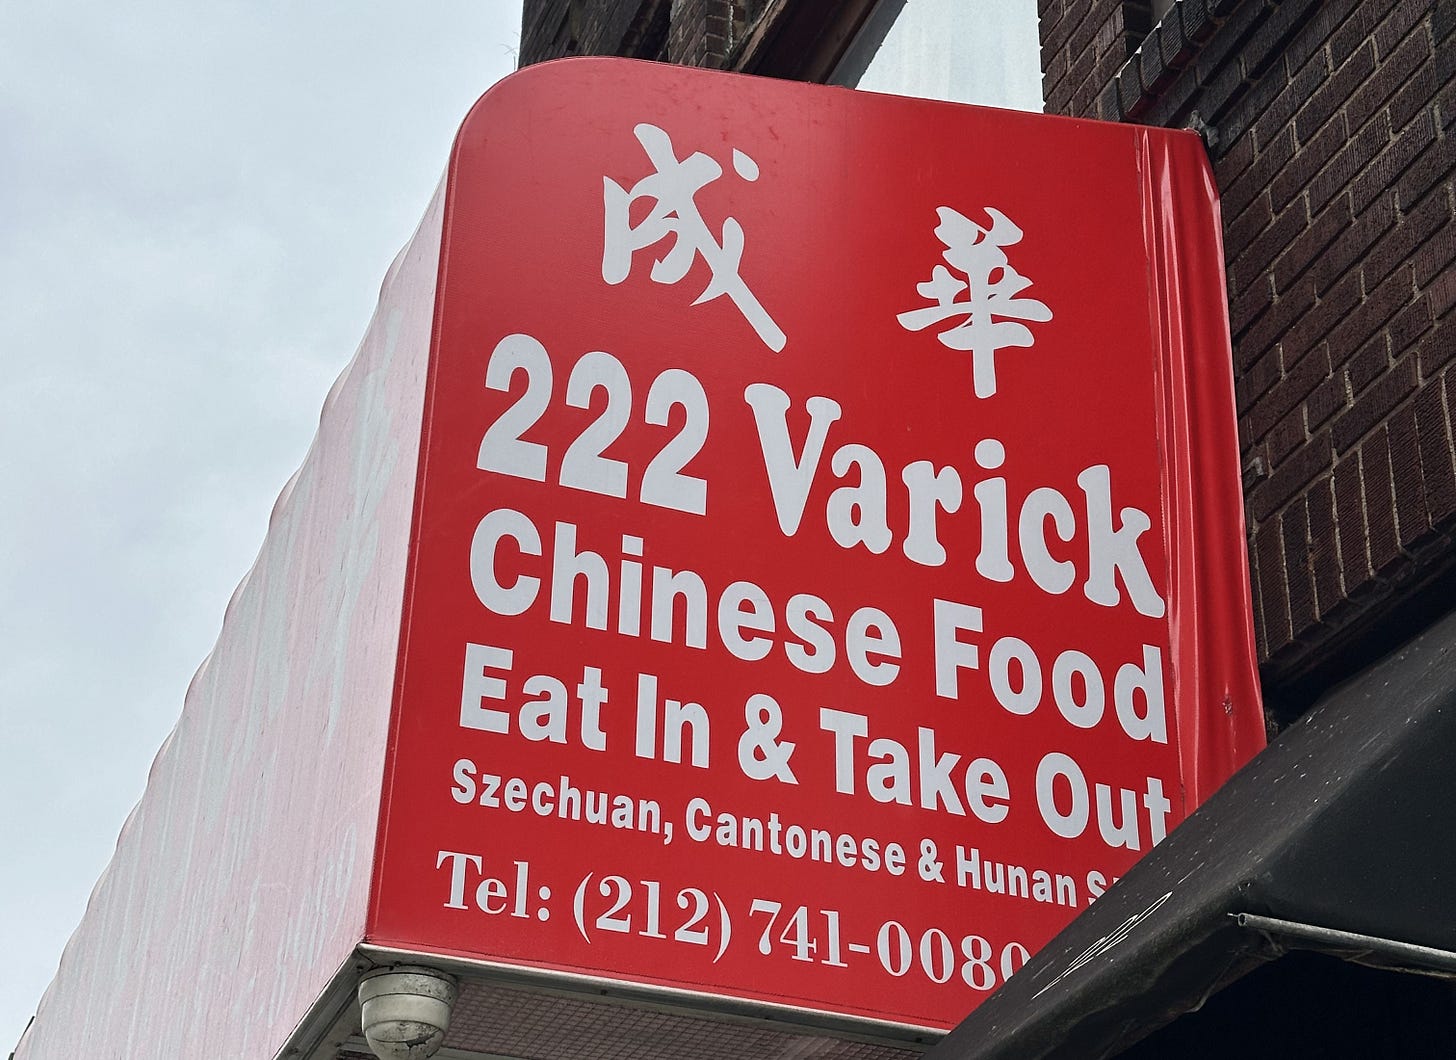 成 華
222 Varick
Chinese Food
Eat In & Take Out
Szechuan, Cantonese & Hunan
Tel: (212) 741-0080